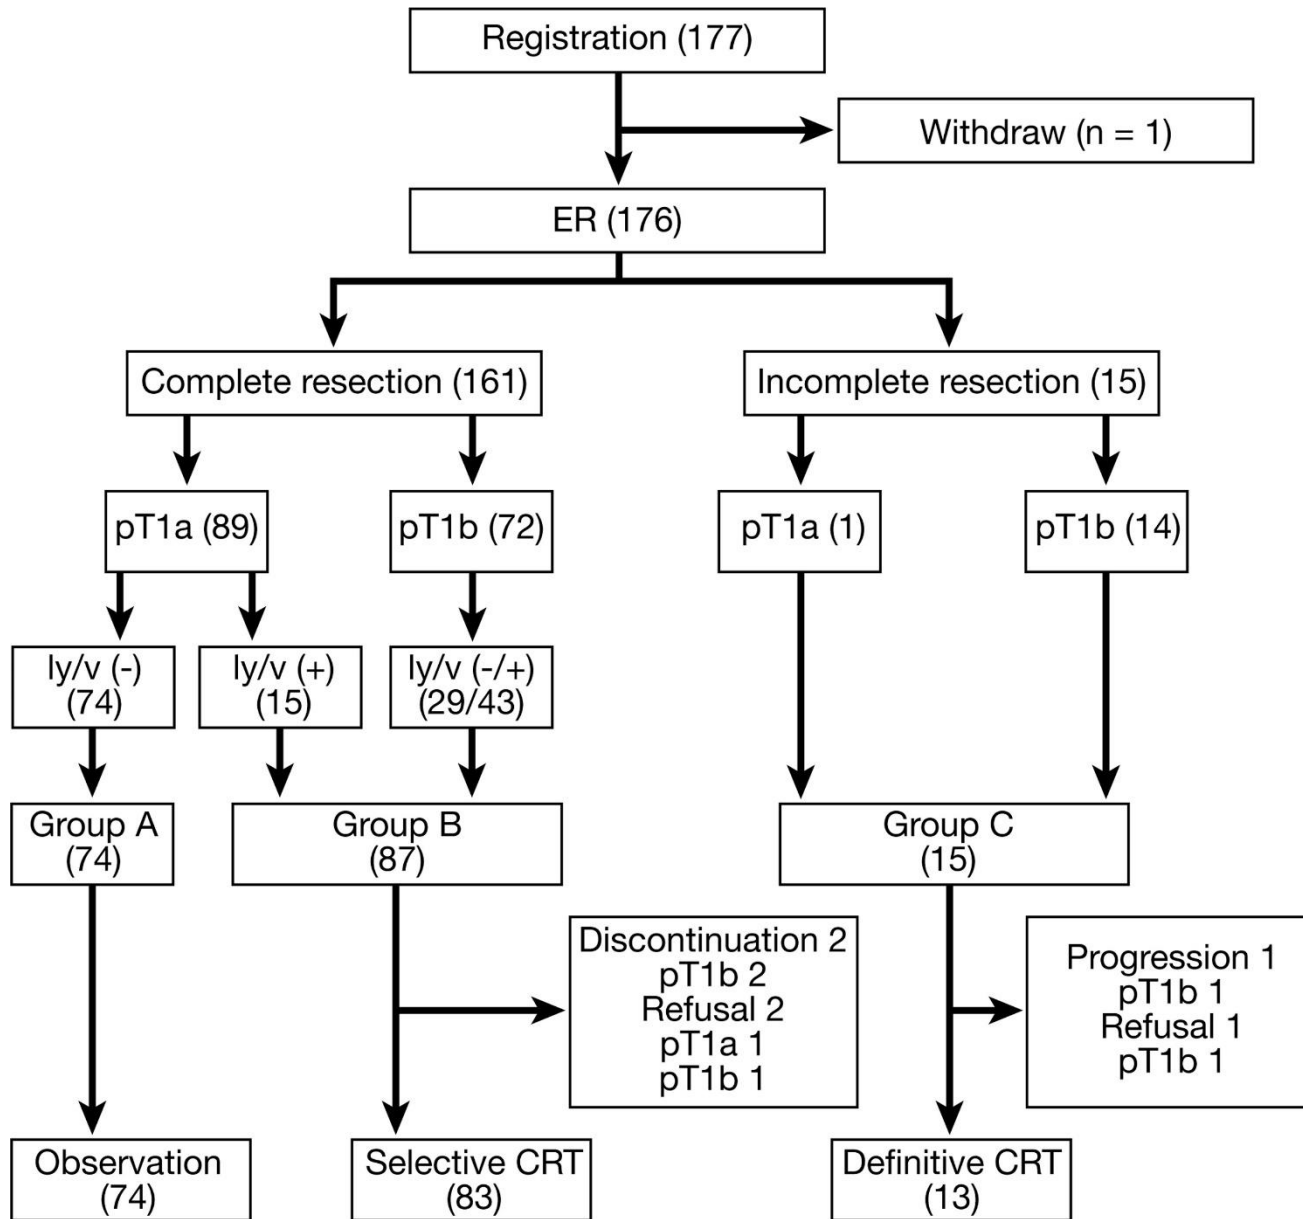 Registration (177)
Withdraw (n = 1)
ER (176)
Complete resection (161)
Incomplete resection (15)
pT1a (89)
pT1b (72)
pT1a (1)
pT1b (14)
ly/v (-)
(74)
ly/v (+)
(15)
ly/v (-/+)
(29/43)
Group A
(74)
Group B
(87)
Group C
(15)
Discontinuation 2
pT1b 2
Refusal 2
pT1a 1
pT1b 1
Progression 1
pT1b 1
Refusal 1
pT1b 1
Observation
(74)
Selective CRT
(83)
Definitive CRT
(13)